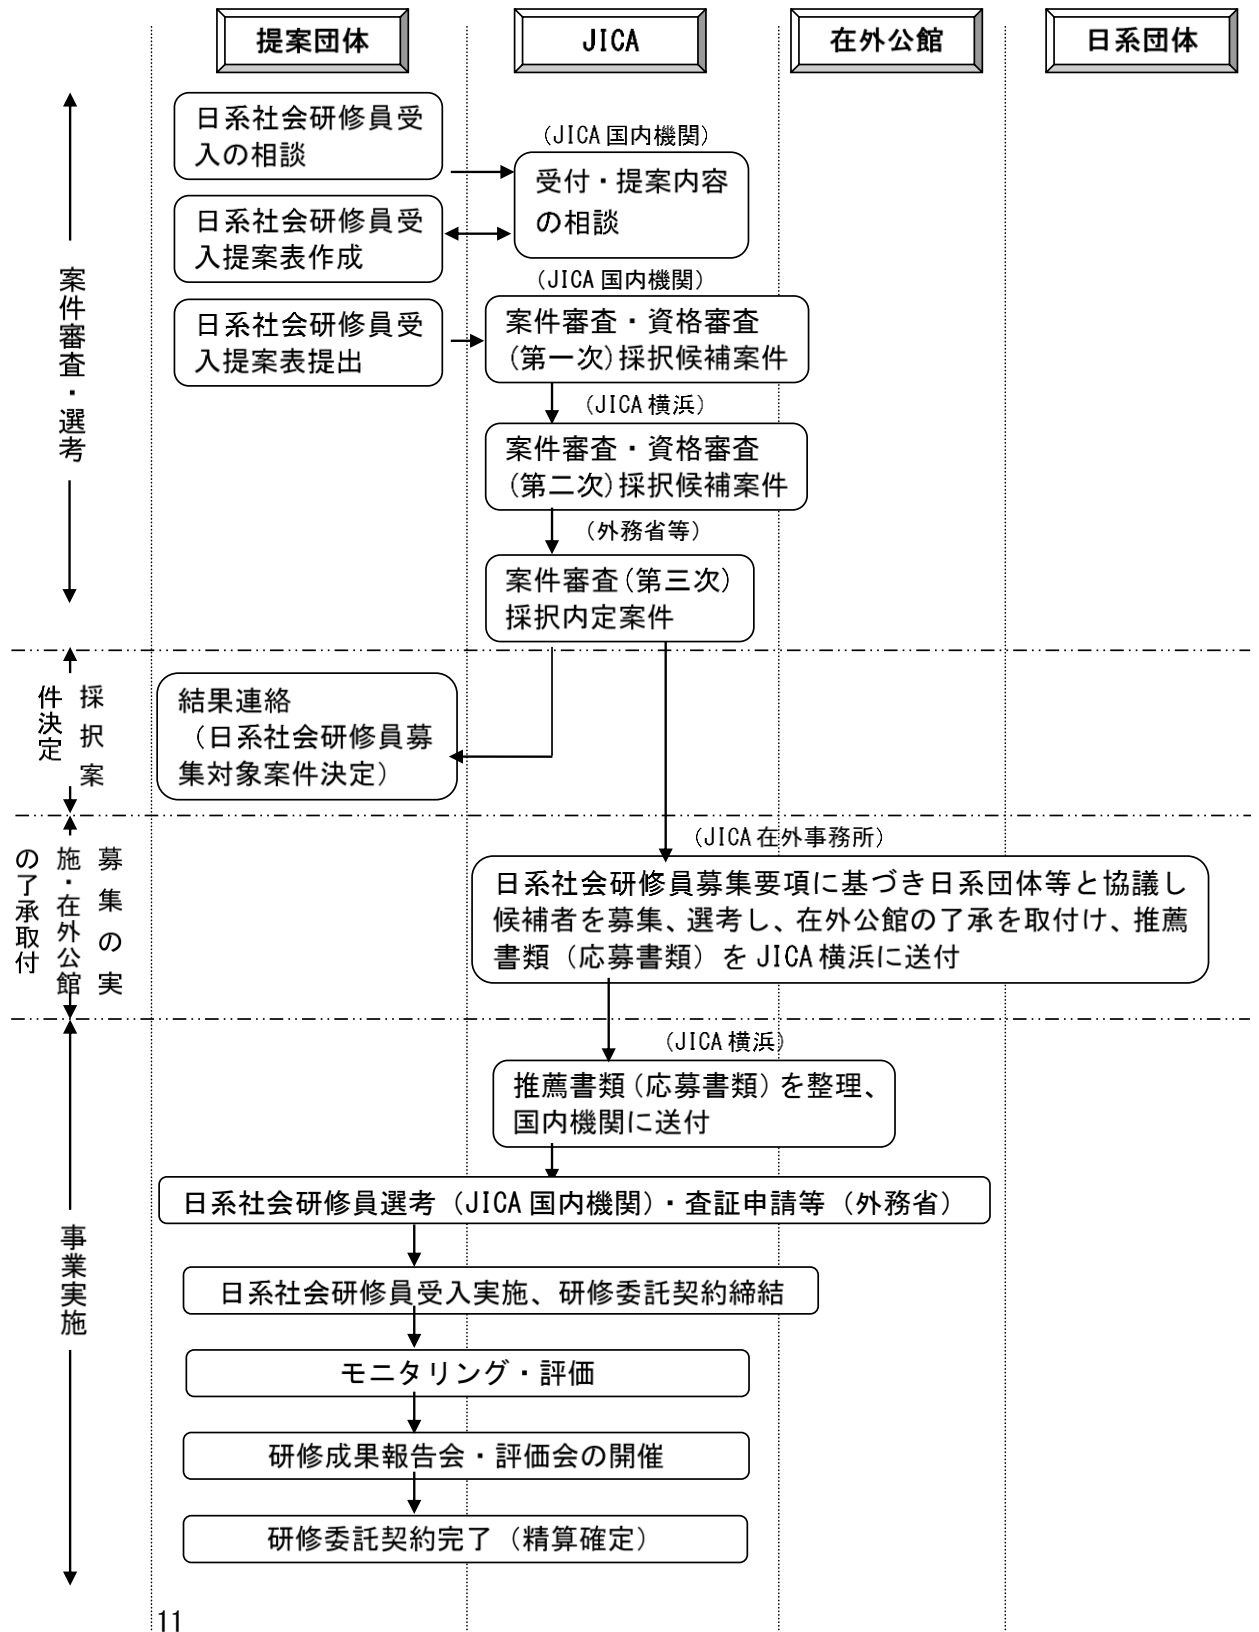 提案団体
JICA
在外公館
日系団体
日系社会研修員受
入の相談
(JICA 国内機関)
受付・提案内容
の相談
日系社会研修員受
入提案表作成
(JICA 国内機関)
日系社会研修員受
入提案表提出
案件審査・資格審査
(第一次)採択候補案件
(JICA 横浜)
案件審査・資格審査
(第二次)採択候補案件
(外務省等)
案件審査(第三次)
採択内定案件
案件審査・選考
採択案
件決定
結果連絡
（日系社会研修員募
集対象案件決定）
募集の実
施・在外公館
の了承取付
(JICA 在外事務所)
日系社会研修員募集要項に基づき日系団体等と協議し
候補者を募集、選考し、在外公館の了承を取付け、推薦
書類（応募書類）を JICA 横浜に送付
(JICA 横浜)
推薦書類(応募書類)を整理、
国内機関に送付
事業実施
日系社会研修員選考（JICA 国内機関）・査証申請等（外務省）
日系社会研修員受入実施、研修委託契約締結
モニタリング・評価
研修成果報告会・評価会の開催
研修委託契約完了（精算確定）
11